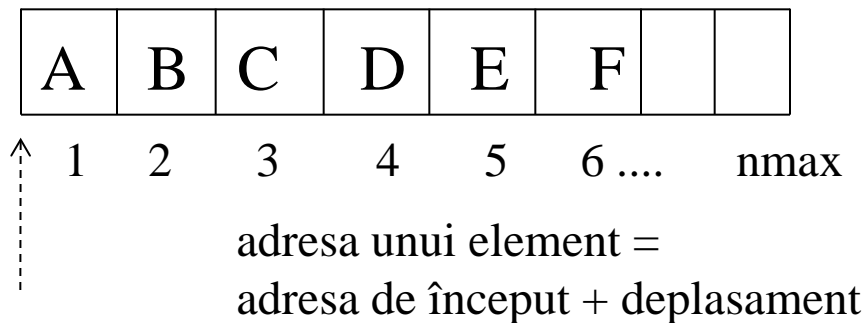 A B C D E F
1 2 3 4 5 6 .... nmax
adresa unui element =
adresa de început + deplasament